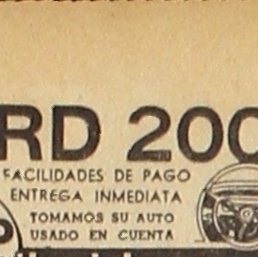 RD 200
FACILIDADES DE PAGO
ENTREGA INMEDIATA
TOMAMOS SU AUTO
USADO EN CUENTA